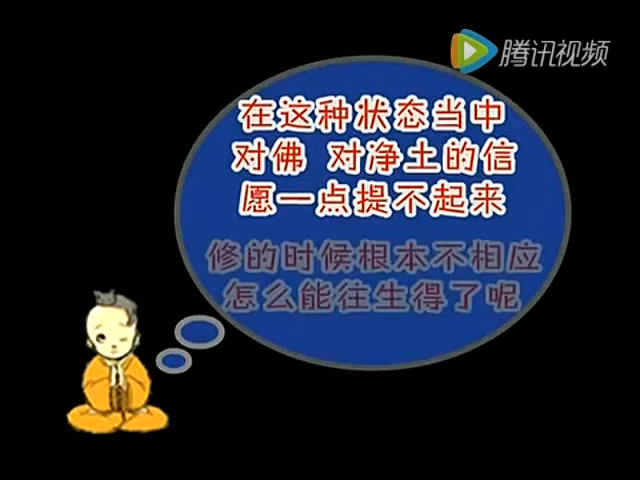 腾讯视频
在这种状态当中
对佛 对净土的信
愿一点提不起来
修的时候根本不相应
怎么能往生得了呢